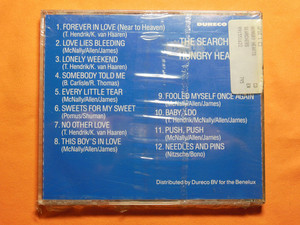 DURECO
THE SEARCH
HUNGRY HEA
1. FOREVER IN LOVE (Near to Heaven)
(T. Hendrik/K. van Haaren)
2. LOVE LIES BLEEDING
(McNally/Allen/James)
3. LONELY WEEKEND
(T. Hendrik/K. van Haaren)
4. SOMEBODY TOLD ME
(B. Carlisle/R. Thomas)
5. EVERY LITTLE TEAR
(McNally/Allen/James)
6. SWEETS FOR MY SWEET
(Pomus/Shuman)
7. NO OTHER LOVE
(T. Hendrik/K. van Haaren)
8. THIS BOY'S IN LOVE
(McNally/Allen/James)
9. FOOLED MYSELF ONCE AGAIN
(McNally/Allen/James)
10. BABY, I DO
(T. Hendrik/McNally/Allen/James)
11. PUSH, PUSH
(McNally/Allen/James)
12. NEEDLES AND PINS
(Nitzsche/Bono)
Distributed by Dureco BV for the Benelux